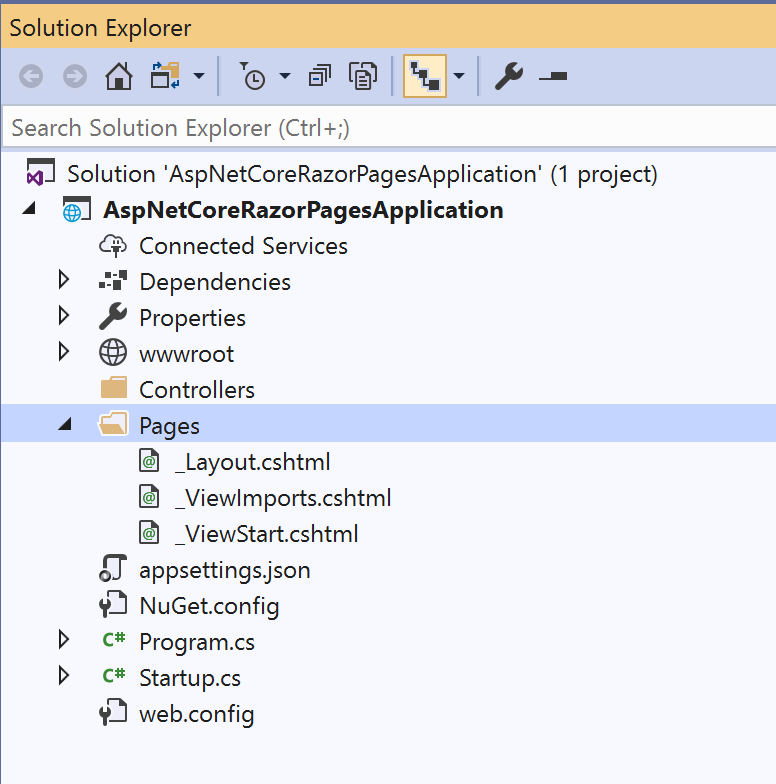 Solution Explorer
Search Solution Explorer (Ctrl+;)
Solution 'AspNetCoreRazorPagesApplication' (1 project)
AspNetCoreRazorPagesApplication
Connected Services
Dependencies
Properties
wwwroot
Controllers
Pages
_Layout.cshtml
_ViewImports.cshtml
_ViewStart.cshtml
appsettings.json
NuGet.config
C# Program.cs
C# Startup.cs
web.config